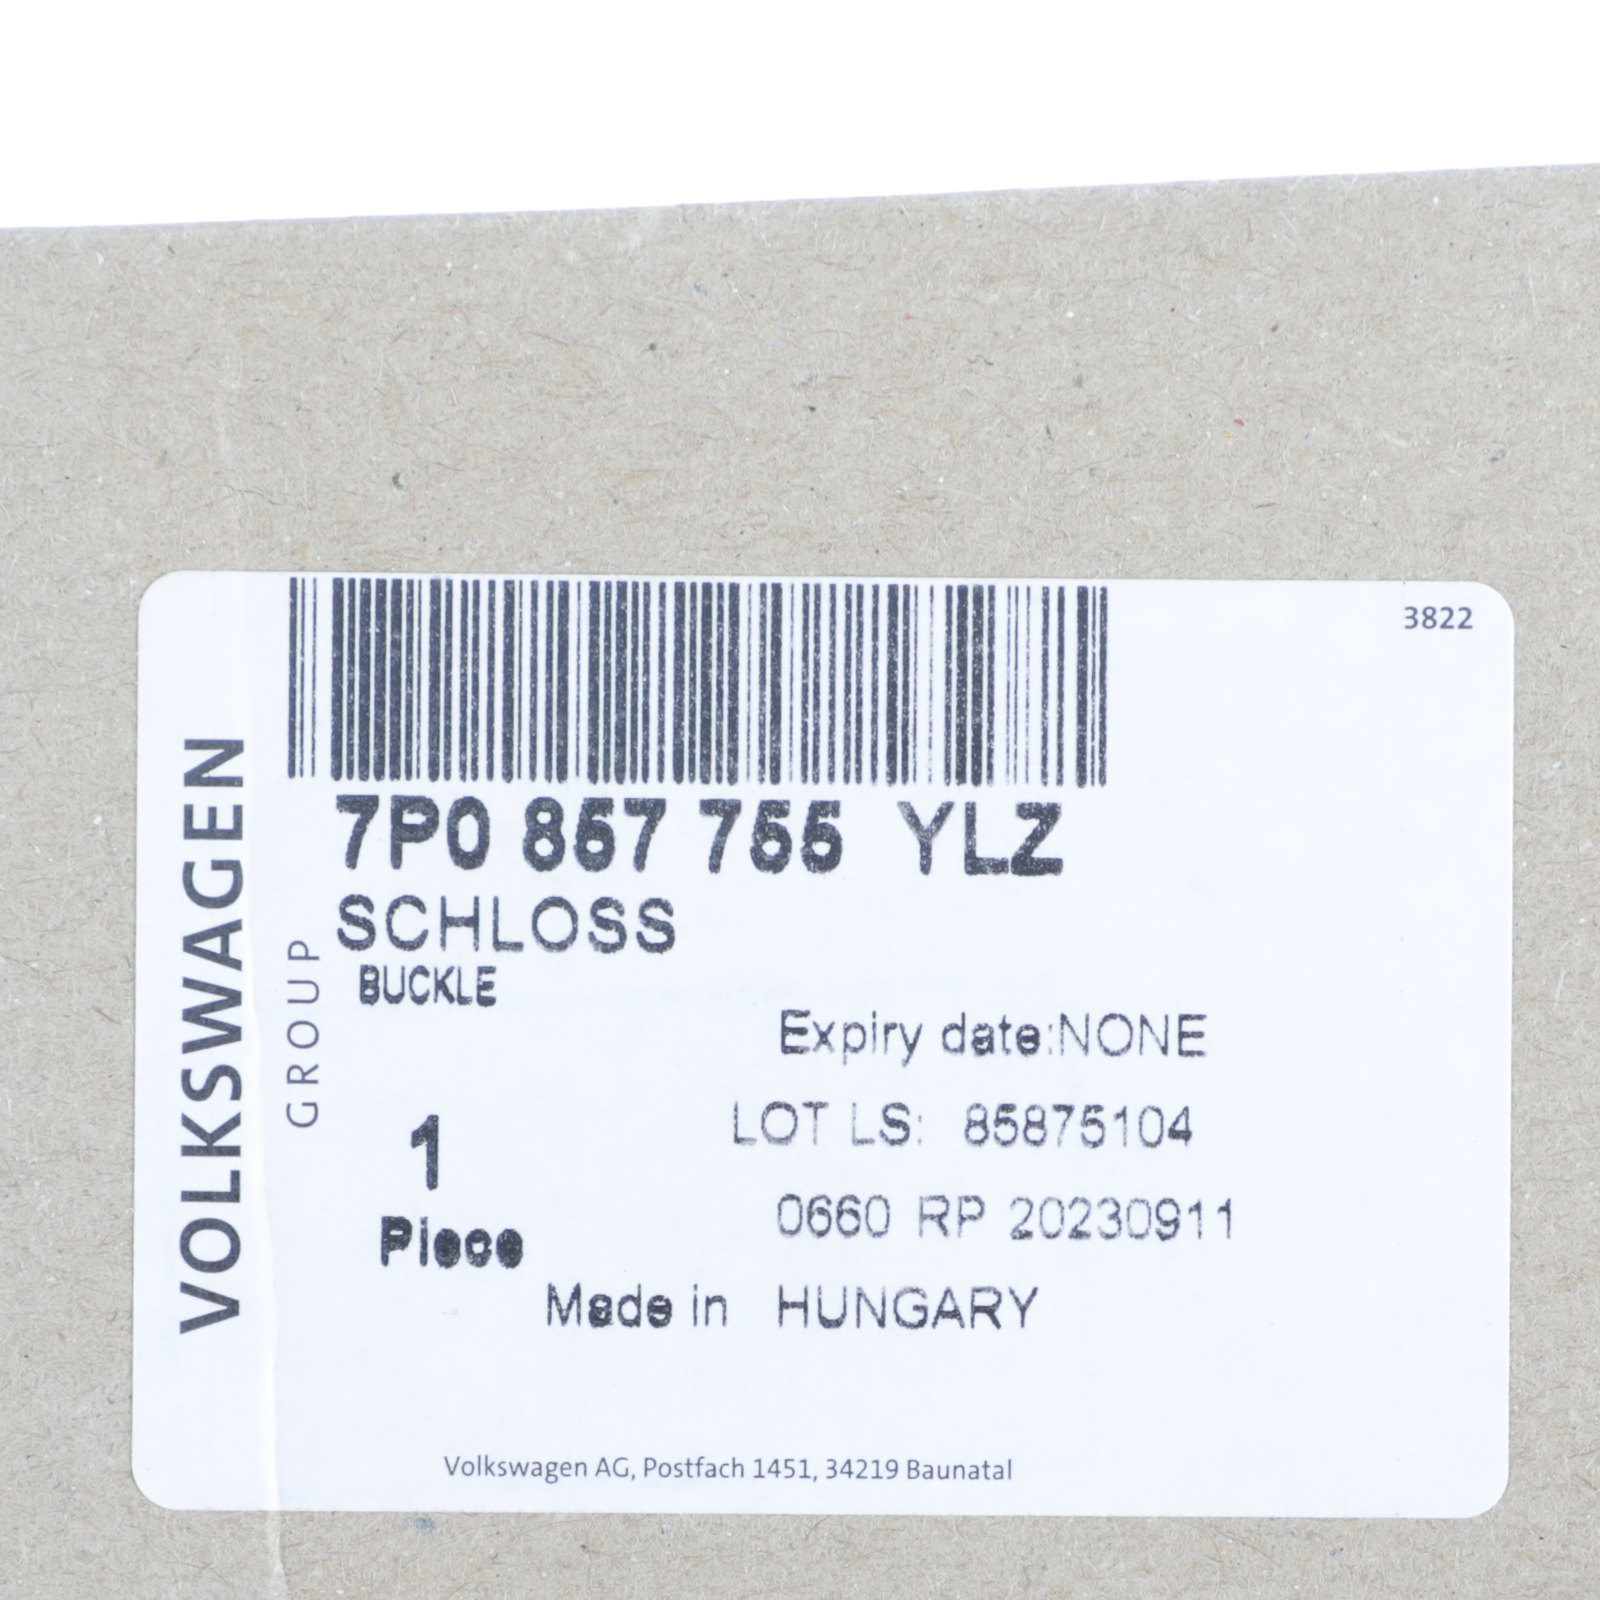 3822
VOLKSWAGEN
GROUP
7P0 857 755 YLZ
SCHLOSS
BUCKLE
Expiry date:NONE
1
LOT LS: 85875104
Piece
0660 RP 20230911
Made in HUNGARY
Volkswagen AG, Postfach 1451, 34219 Baunatal